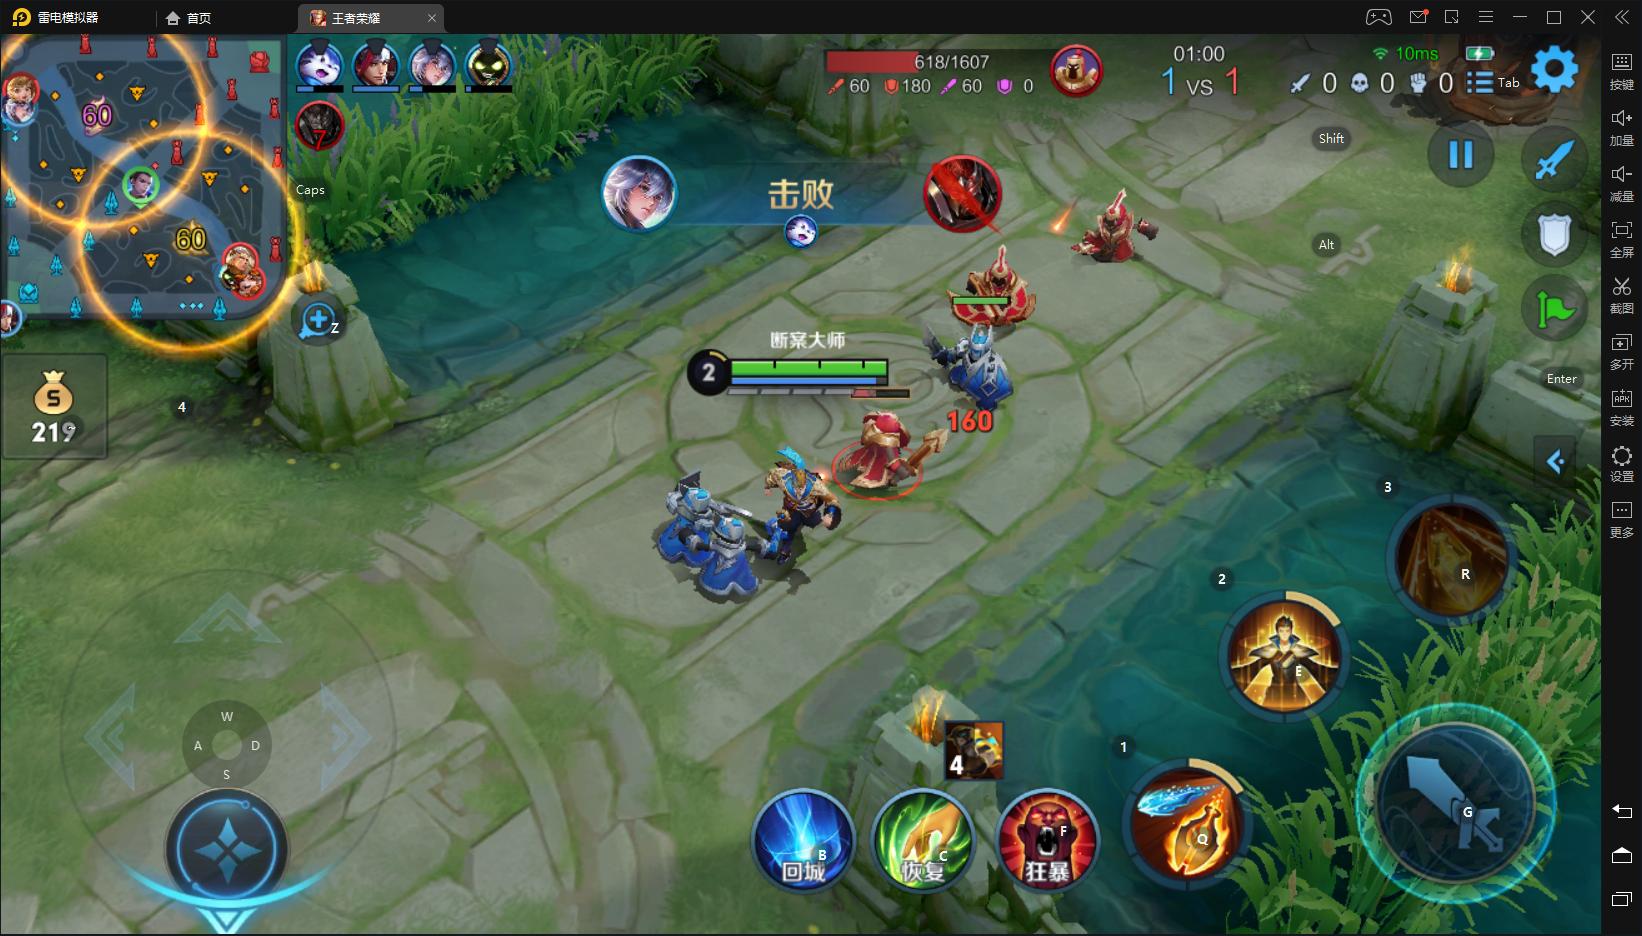 雷电模拟器
首页
王者荣耀
618/1607
60 180 60 0
01:00
1 VS 1
10ms
0 0 0 Tab
按键
加量
减量
全屏
截图
多开
安装
设置
更多
60
60
7
Caps
Shift
击败
Alt
Z
Enter
断案大师
2
4
S
219
160
3
R
2
E
W
A D
S
1
4
G
Q
B
回城
C
恢复
F
狂暴